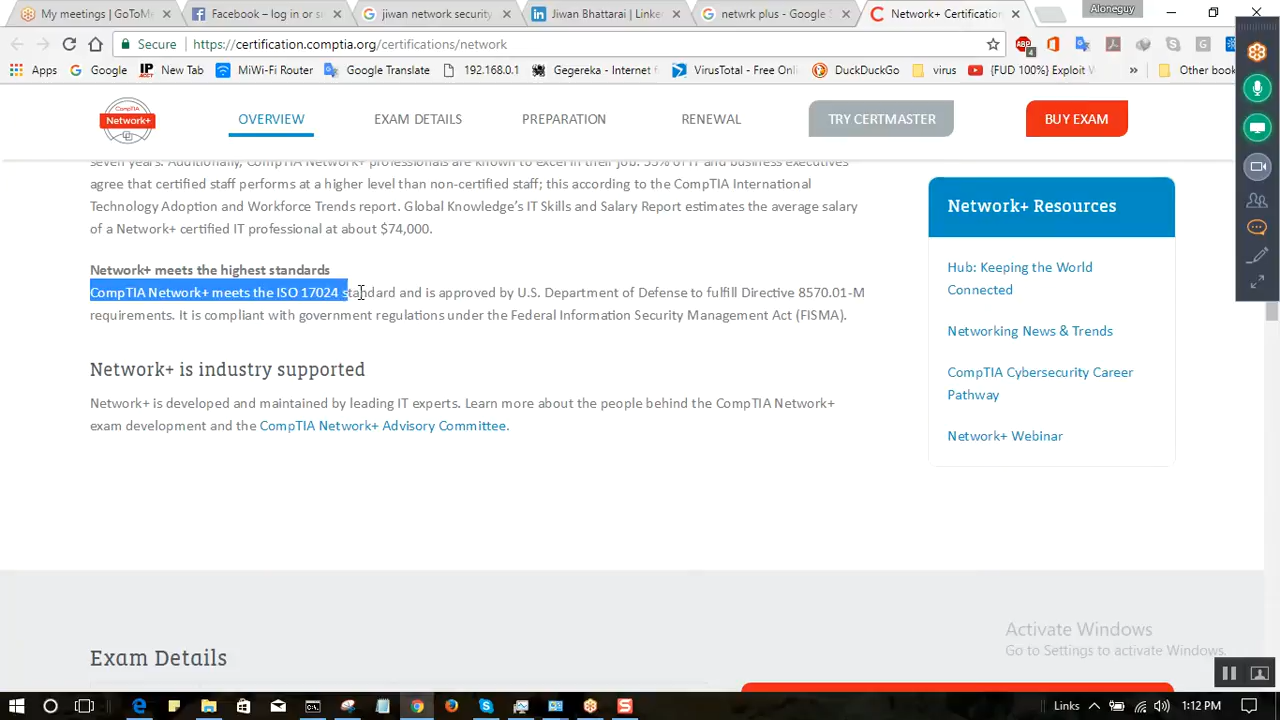 My meetings | GoToMe
Facebook – log in or s
jiwan network security
Jiwan Bhattarai | Linke
netwrk plus - Google S
Network+ Certification
Aloneguy
Secure
https://certification.comptia.org/certifications/network
4
Apps
Google
IP
ACCT
New Tab
MiWi-Fi Router
Google Translate
192.168.0.1
Gegereka - Internet f
VirusTotal - Free Onl
DuckDuckGo
virus
{FUD 100%} Exploit W
»
Other book
CompTIA
Network+
OVERVIEW
EXAM DETAILS
PREPARATION
RENEWAL
TRY CERTMASTER
BUY EXAM
seven years. Additionally, CompTIA Network+ professionals are known to excel in their job. 55% of IT and business executives
agree that certified staff performs at a higher level than non-certified staff; this according to the CompTIA International
Technology Adoption and Workforce Trends report. Global Knowledge's IT Skills and Salary Report estimates the average salary
of a Network+ certified IT professional at about $74,000.
Network+ meets the highest standards
CompTIA Network+ meets the ISO 17024 standard and is approved by U.S. Department of Defense to fulfill Directive 8570.01-M
requirements. It is compliant with government regulations under the Federal Information Security Management Act (FISMA).
Network+ is industry supported
Network+ is developed and maintained by leading IT experts. Learn more about the people behind the CompTIA Network+
exam development and the CompTIA Network+ Advisory Committee.
Network+ Resources
Hub: Keeping the World
Connected
Networking News & Trends
CompTIA Cybersecurity Career
Pathway
Network+ Webinar
Exam Details
Activate Windows
Go to Settings to activate Windows.
Links
1:12 PM